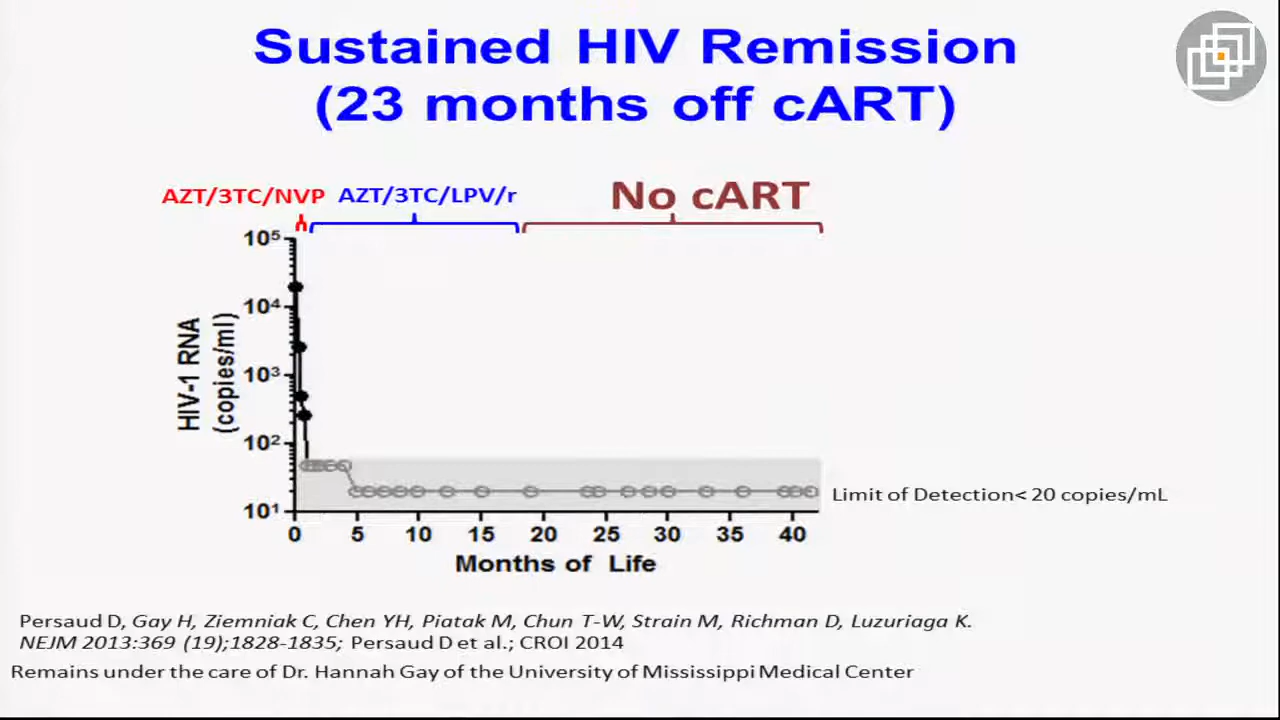 Sustained HIV Remission
(23 months off cART)
AZT/3TC/NVP AZT/3TC/LPV/r No cART
10⁵
10⁴
10³
10²
10¹
HIV-1 RNA
(copies/ml)
Limit of Detection< 20 copies/mL
0 5 10 15 20 25 30 35 40
Months of Life
Persaud D, Gay H, Ziemniak C, Chen YH, Piatak M, Chun T-W, Strain M, Richman D, Luzuriaga K.
NEJM 2013:369 (19);1828-1835; Persaud D et al.; CROI 2014
Remains under the care of Dr. Hannah Gay of the University of Mississippi Medical Center